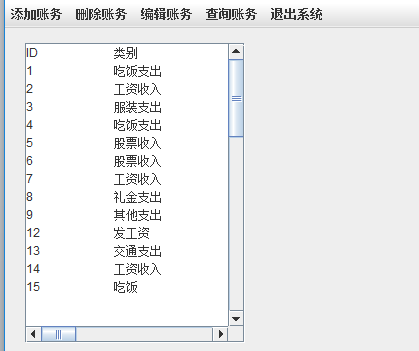 添加账务 删除账务 编辑账务 查询账务 退出系统
ID 类别
1 吃饭支出
2 工资收入
3 服装支出
4 吃饭支出
5 股票收入
6 股票收入
7 工资收入
8 礼金支出
9 其他支出
12 发工资
13 交通支出
14 工资收入
15 吃饭